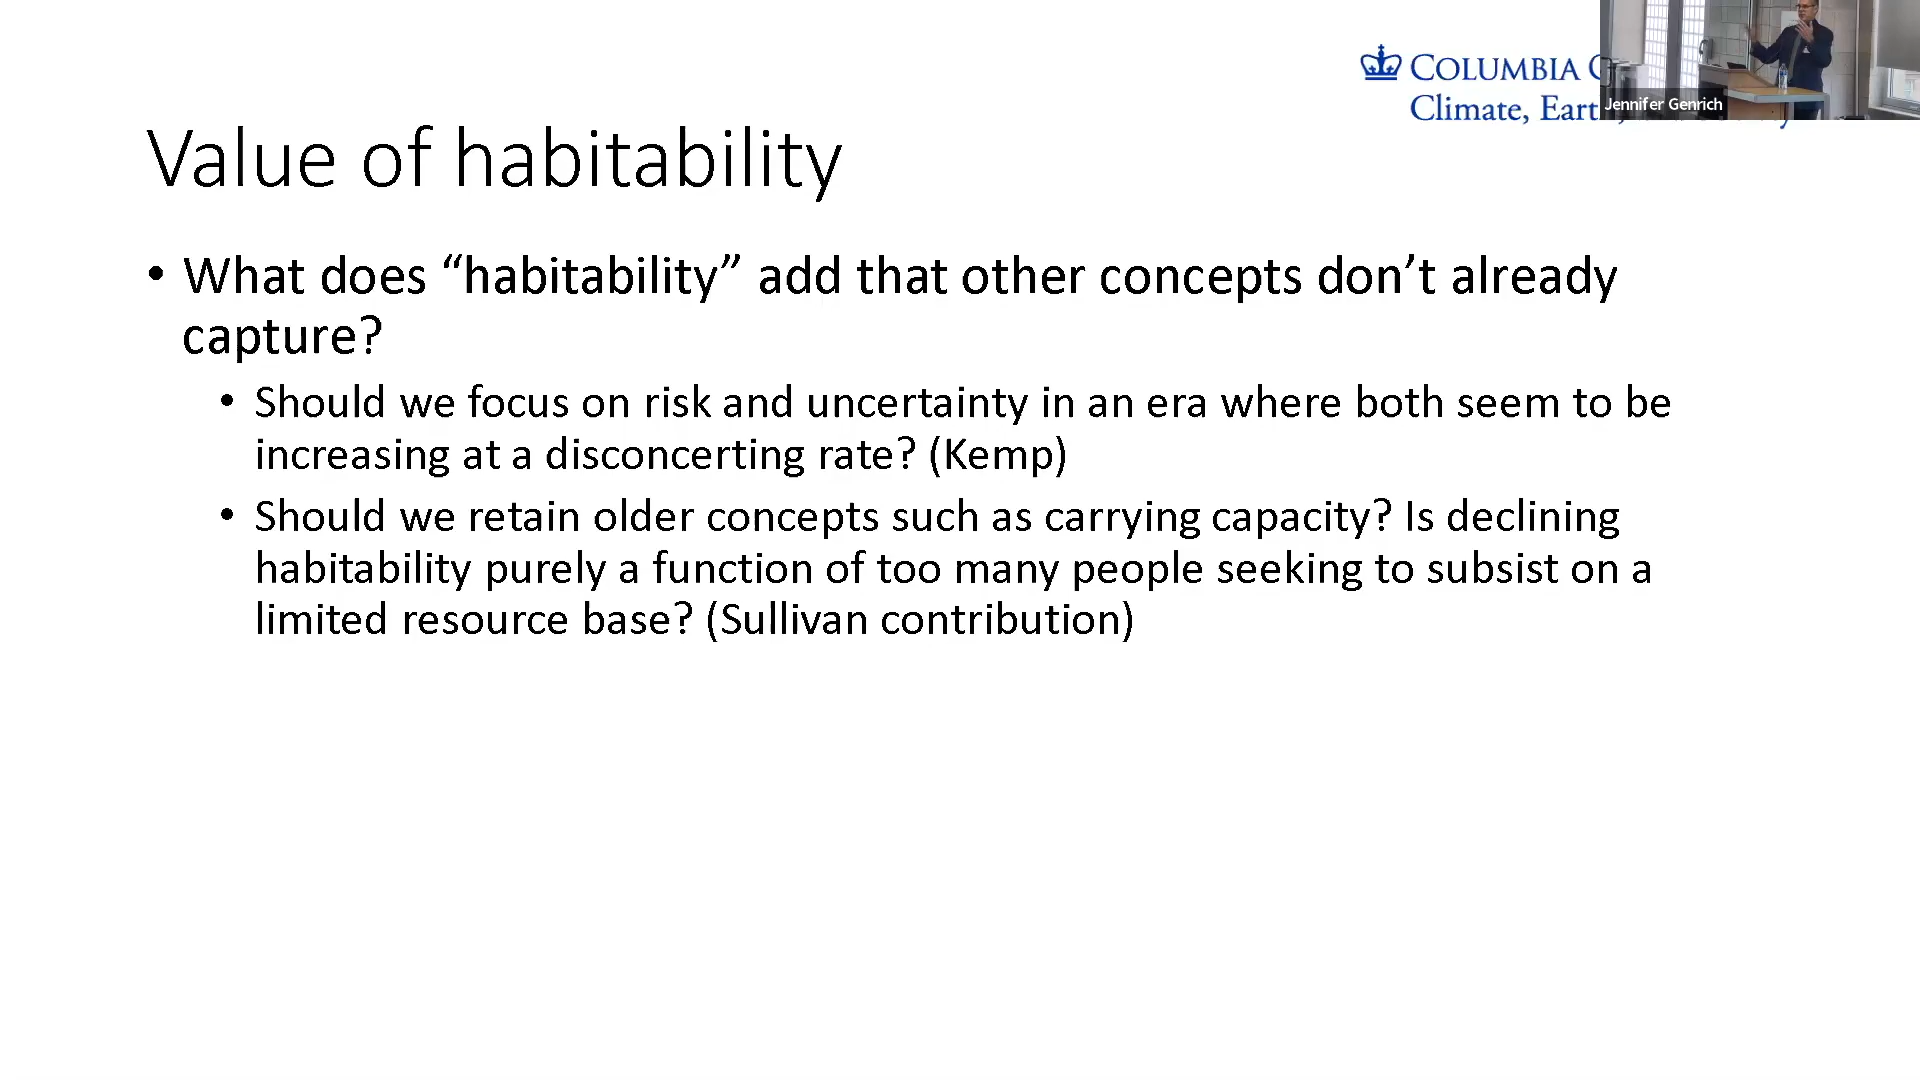 COLUMBIA
Climate,
Jennifer Genrich
Value of habitability
• What does “habitability” add that other concepts don’t already
capture?
• Should we focus on risk and uncertainty in an era where both seem to be
increasing at a disconcerting rate? (Kemp)
• Should we retain older concepts such as carrying capacity? Is declining
habitability purely a function of too many people seeking to subsist on a
limited resource base? (Sullivan contribution)